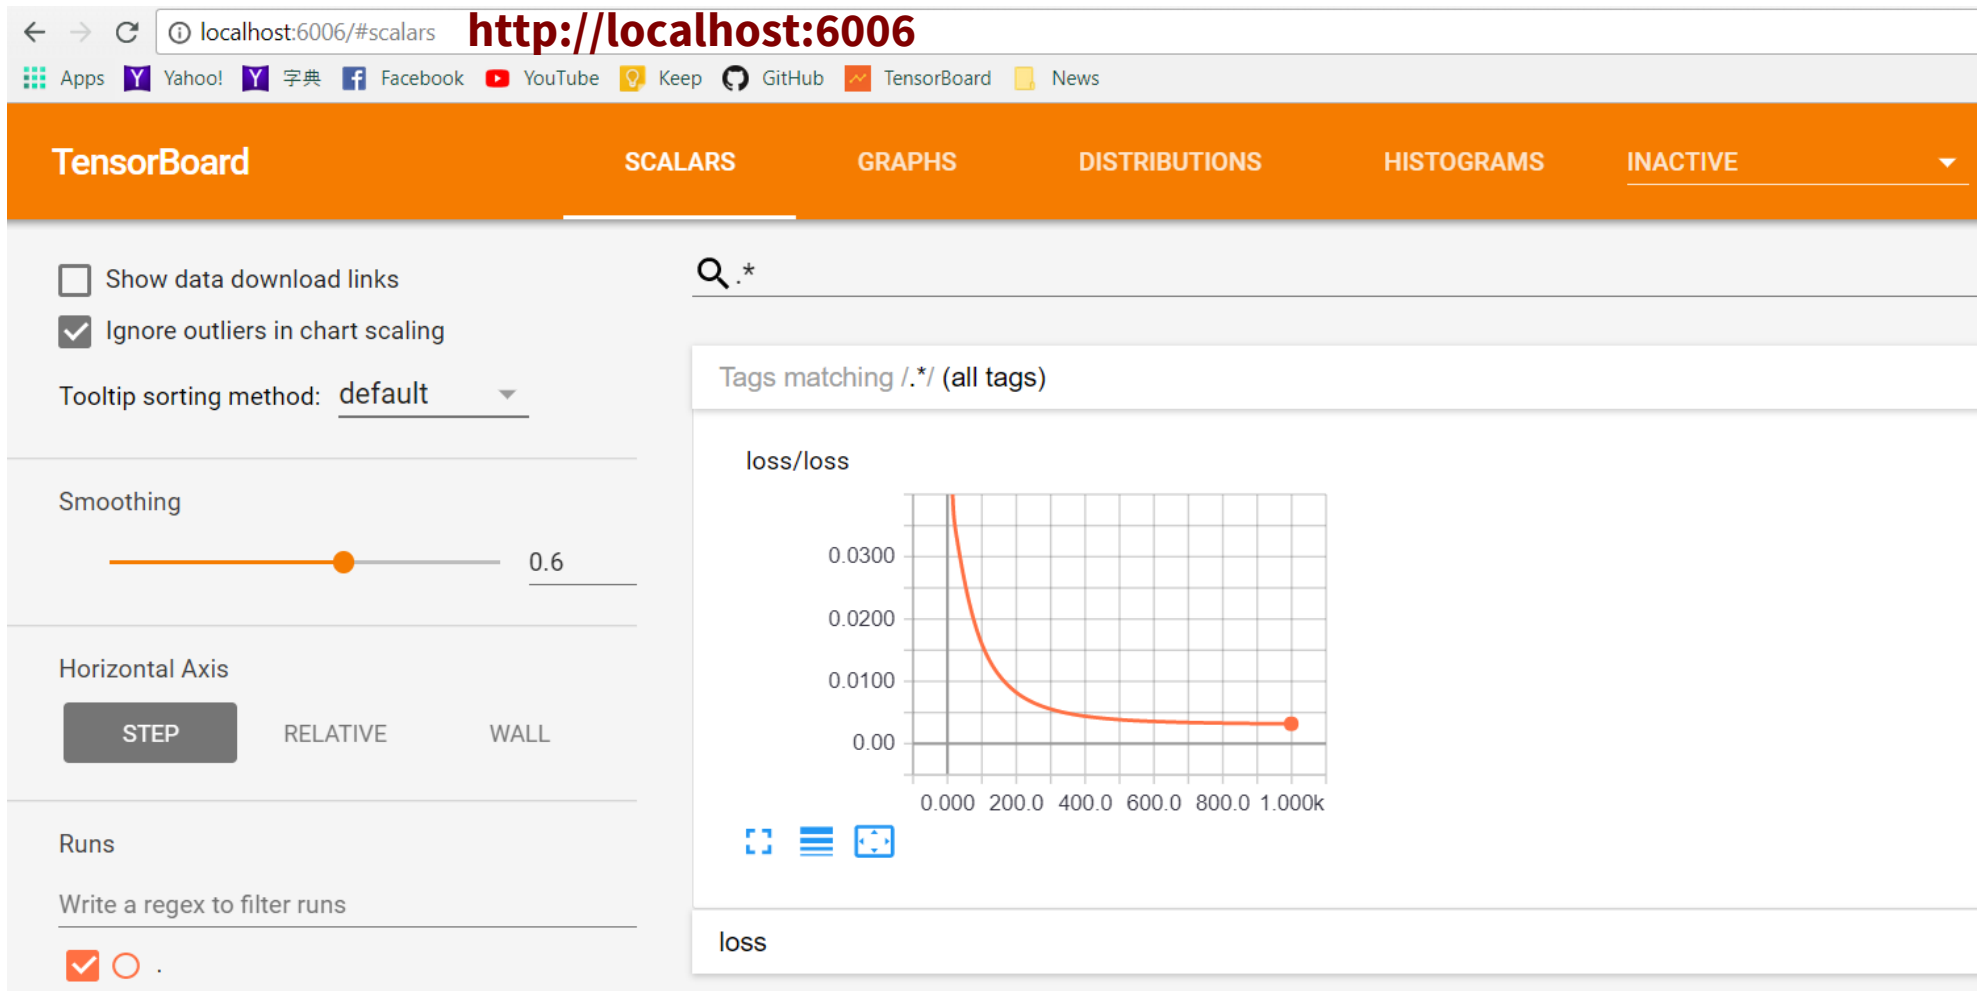 localhost:6006/#scalars http://localhost:6006
Apps Yahoo! 字典 Facebook YouTube Keep GitHub TensorBoard News
TensorBoard SCALARS GRAPHS DISTRIBUTIONS HISTOGRAMS INACTIVE
Show data download links
Ignore outliers in chart scaling
Tooltip sorting method: default
Smoothing
0.6
Horizontal Axis
STEP RELATIVE WALL
Runs
Write a regex to filter runs
.
.*
Tags matching /.*/ (all tags)
loss/loss
0.0300
0.0200
0.0100
0.00
0.000 200.0 400.0 600.0 800.0 1.000k
loss